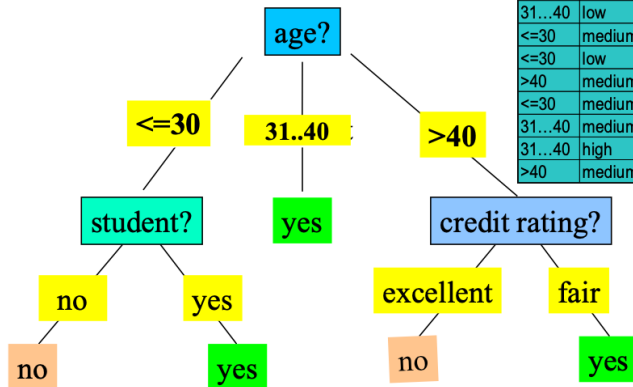 age?
31...40 low
<=30 medium
<=30 low
>40 medium
<=30 medium
31..40 medium
31...40 high
>40 medium
<=30
31..40
>40
student?
yes
credit rating?
no
yes
excellent
fair
no
yes
no
yes